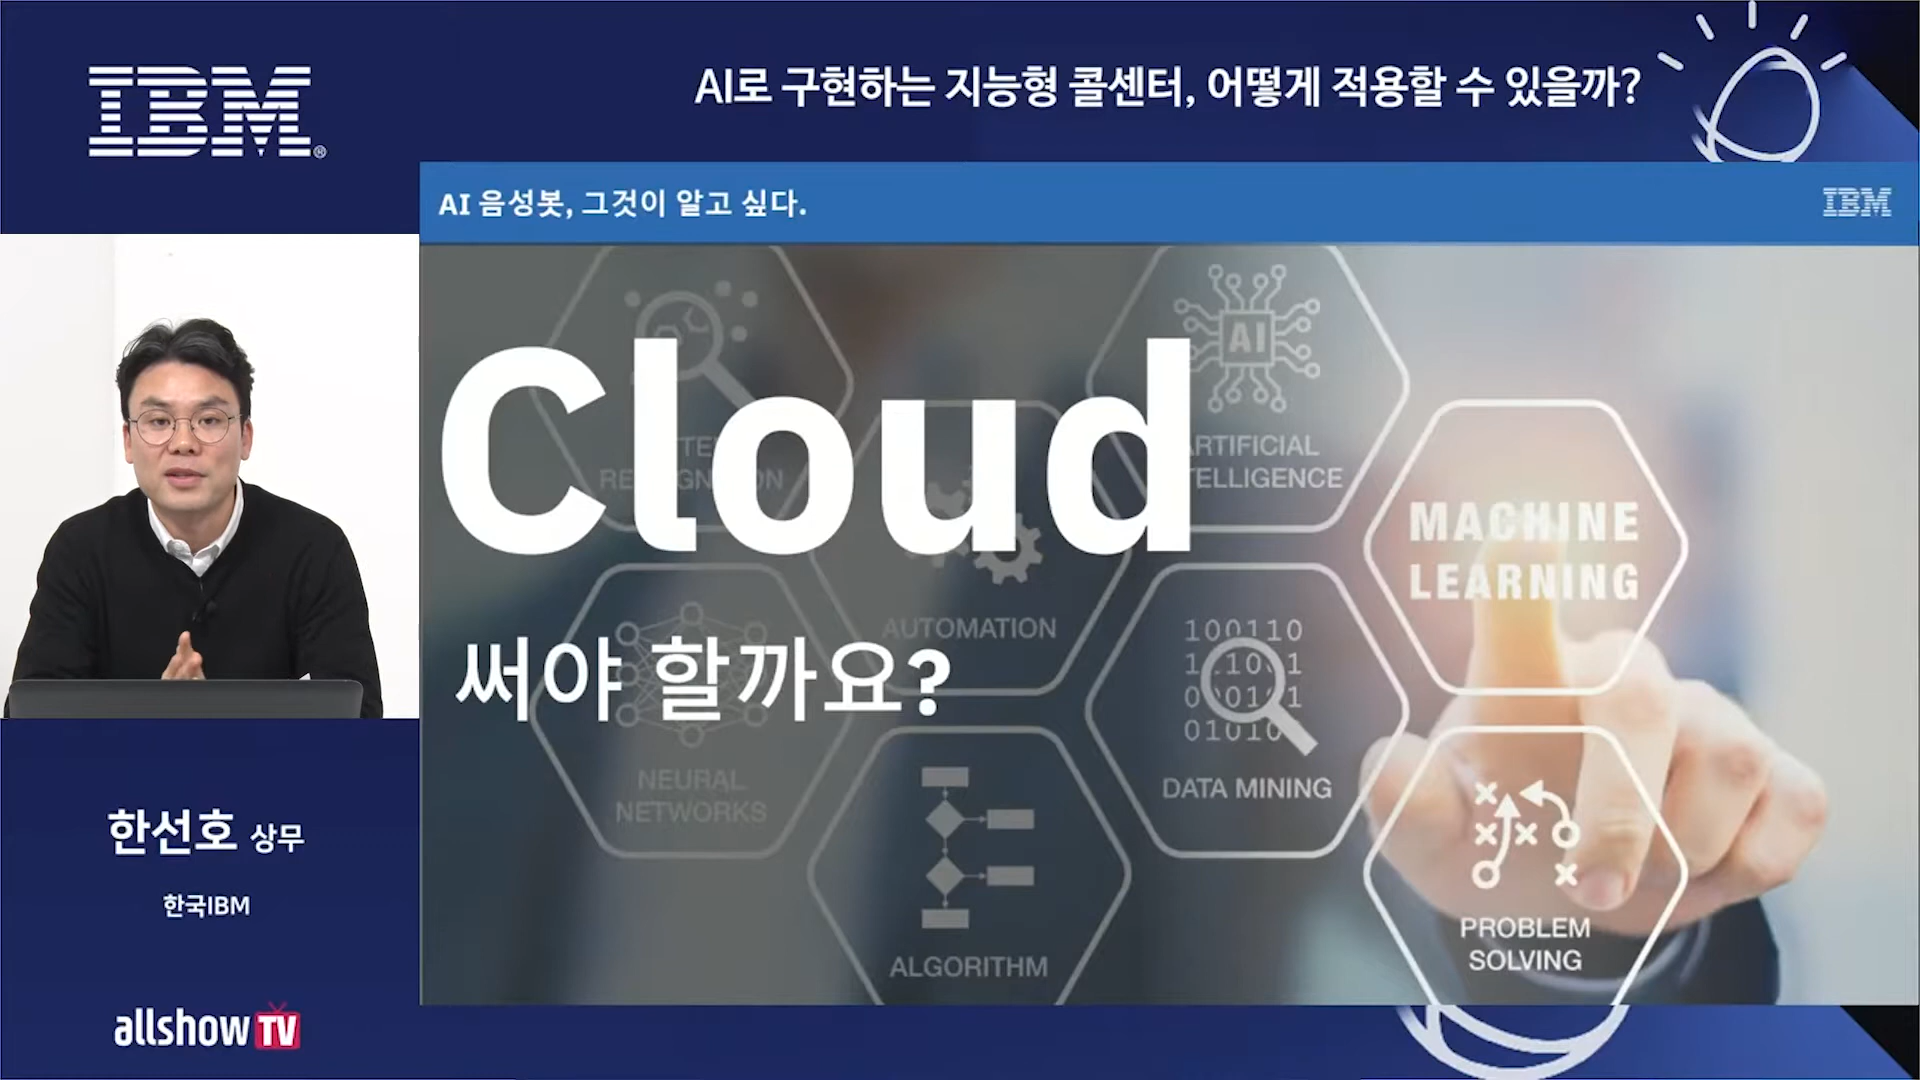 IBM
AI로 구현하는 지능형 콜센터, 어떻게 적용할 수 있을까?
AI 음성봇, 그것이 알고 싶다.
IBM
Cloud
써야 할까요?
AI
ARTIFICIAL
MACHINE
LEARNING
AUTOMATION
100110
01010
DATA MINING
NEURAL
NETWORKS
ALGORITHM
PROBLEM
SOLVING
한선호 상무
한국IBM
allshow TV